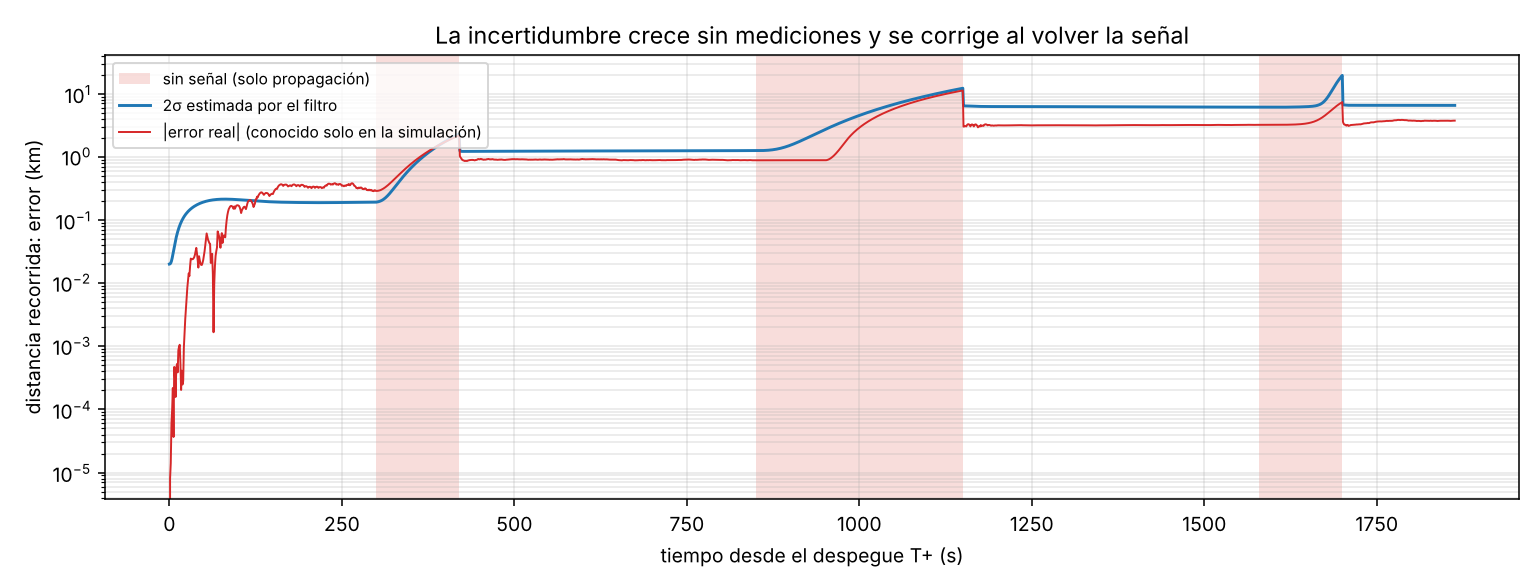 La incertidumbre crece sin mediciones y se corrige al volver la señal
sin señal (solo propagación)
2σ estimada por el filtro
|error real| (conocido solo en la simulación)
distancia recorrida: error (km)
10¹
10⁰
10⁻¹
10⁻²
10⁻³
10⁻⁴
10⁻⁵
0 250 500 750 1000 1250 1500 1750
tiempo desde el despegue T+ (s)